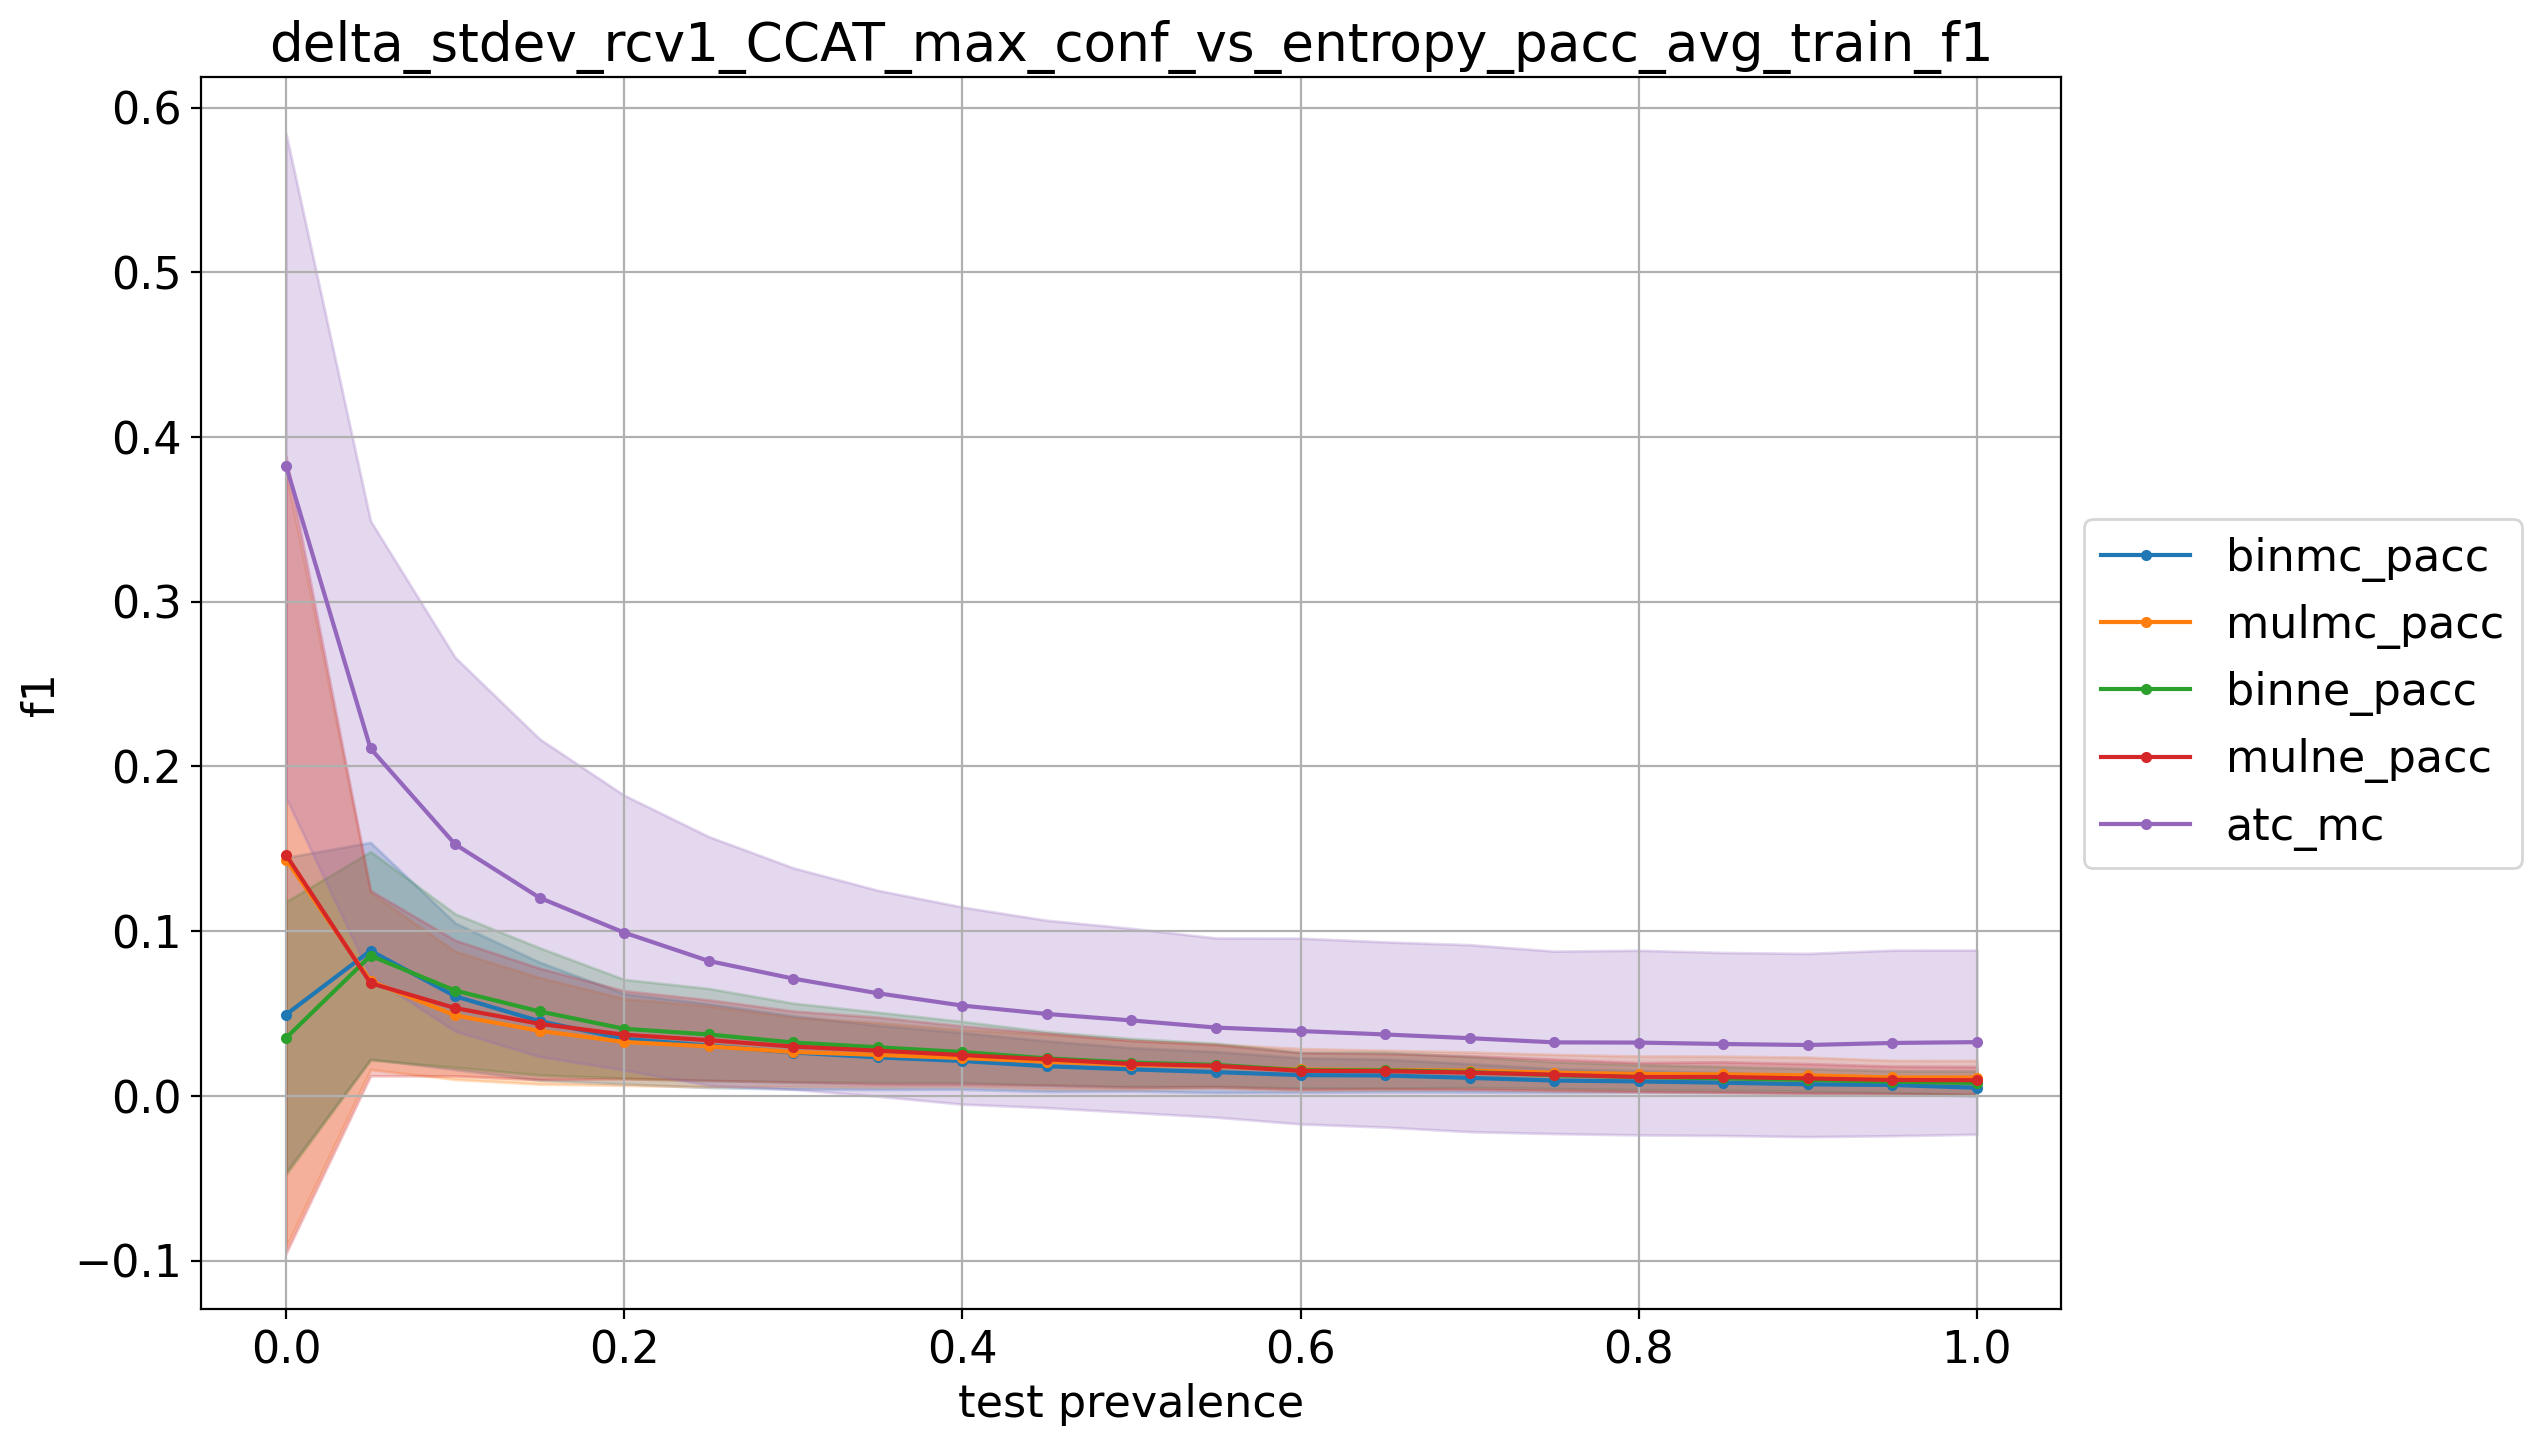 delta_stdev_rcv1_CCAT_max_conf_vs_entropy_pacc_avg_train_f1
0.6
0.5
0.4
0.3
0.2
0.1
0.0
−0.1
f1
0.0 0.2 0.4 0.6 0.8 1.0
test prevalence
binmc_pacc
mulmc_pacc
binne_pacc
mulne_pacc
atc_mc